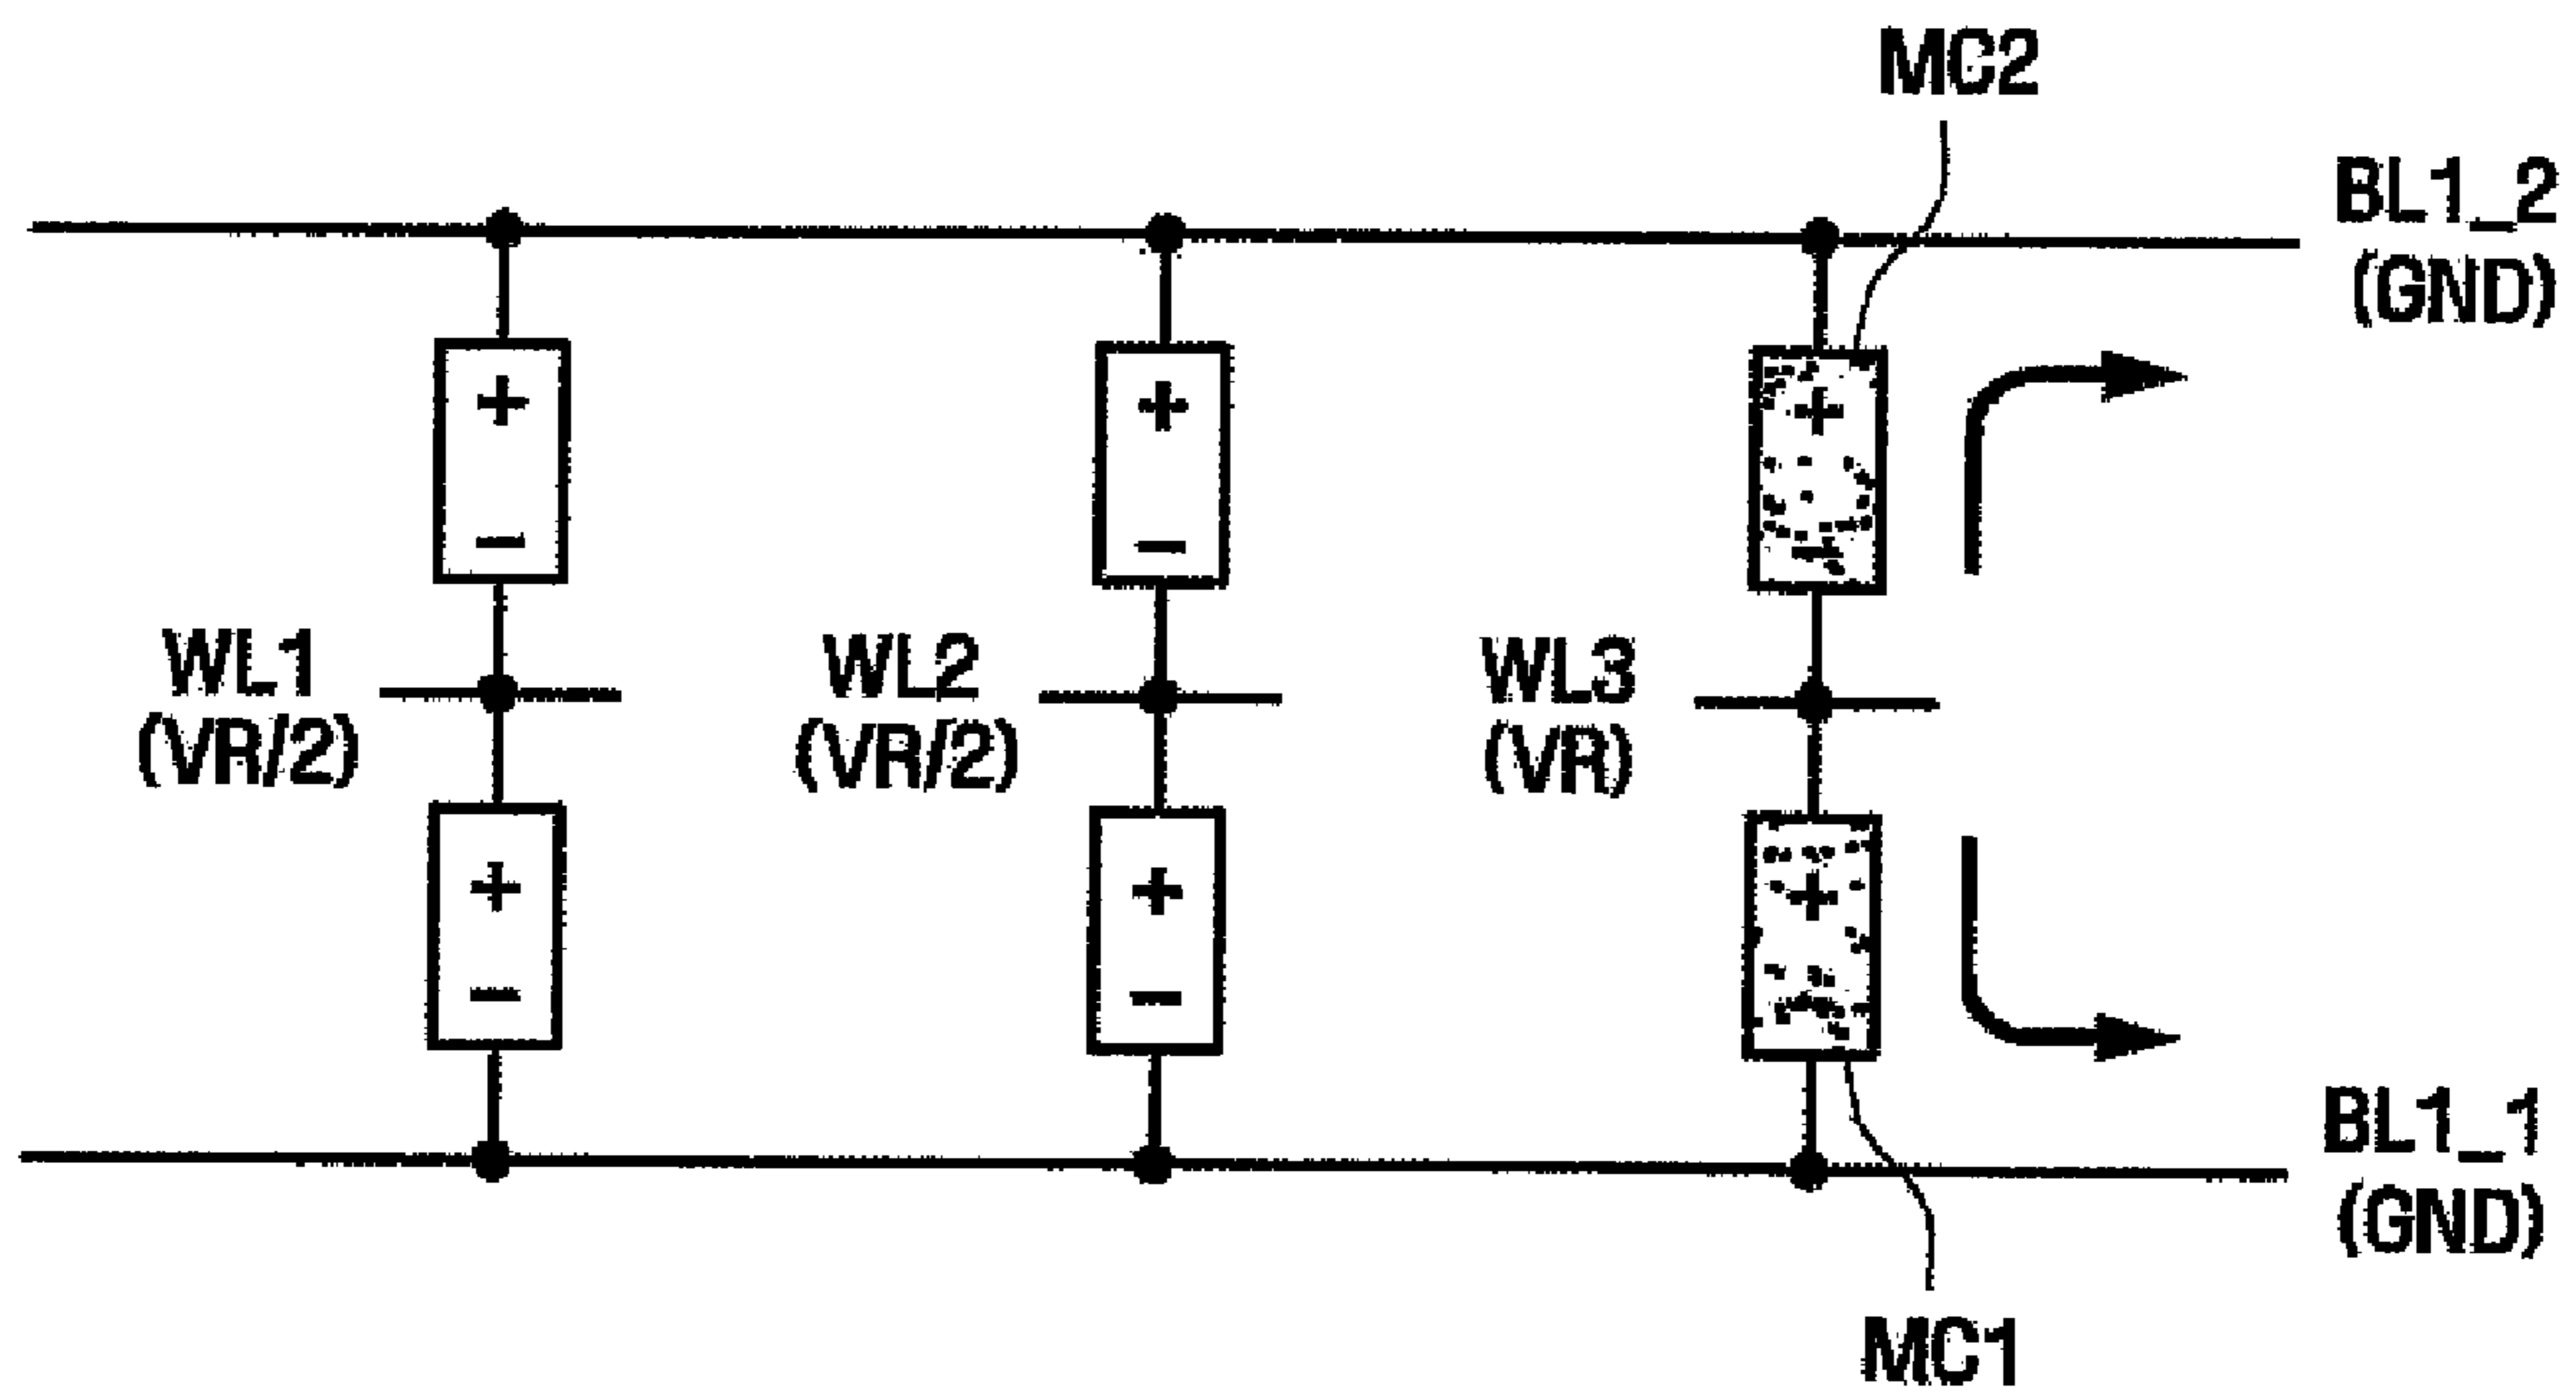 MC2
BL1_2
(GND)
+
+
+
−
−
−
WL1
(VR/2)
WL2
(VR/2)
WL3
(VR)
+
+
+
−
−
−
BL1_1
(GND)
MC1